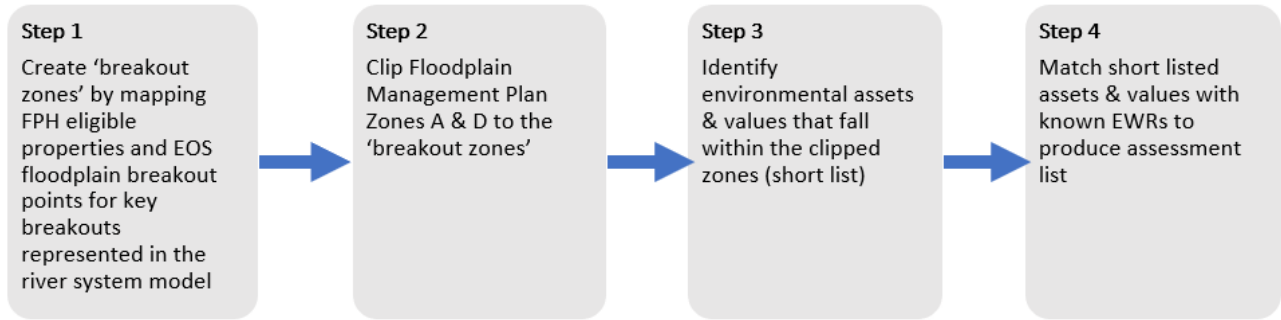 Step 1
Create ‘breakout
zones’ by mapping
FPH eligible
properties and EOS
floodplain breakout
points for key
breakouts
represented in the
river system model
Step 2
Clip Floodplain
Management Plan
Zones A & D to the
‘breakout zones’
Step 3
Identify
environmental assets
& values that fall
within the clipped
zones (short list)
Step 4
Match short listed
assets & values with
known EWRs to
produce assessment
list